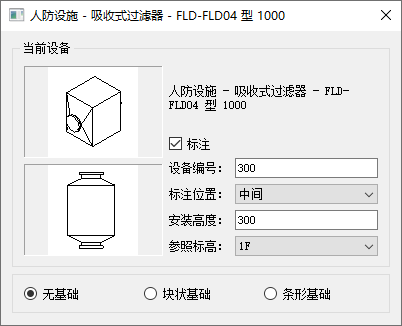 人防设施 - 吸收式过滤器 - FLD-FLD04 型 1000
当前设备
人防设施 - 吸收式过滤器 - FLD-
FLD04 型 1000
标注
设备编号: 300
标注位置: 中间
安装高度: 300
参照标高: 1F
无基础 块状基础 条形基础